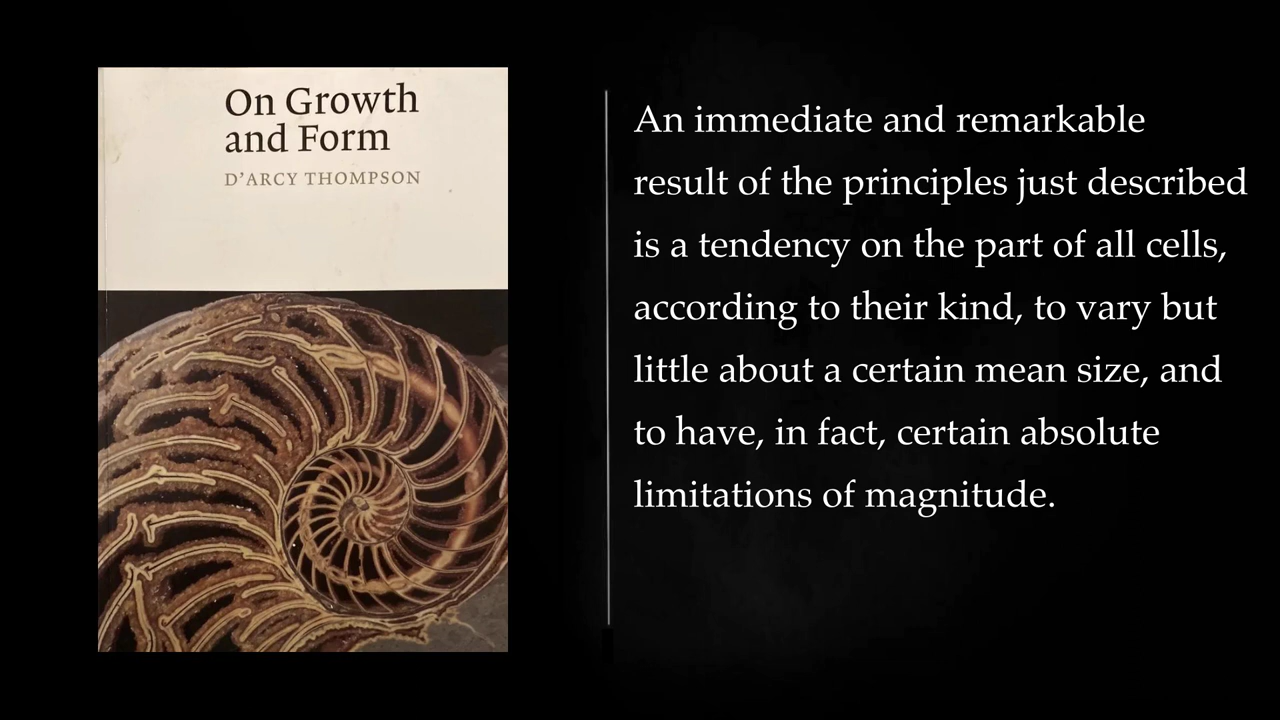 On Growth
and Form
D'ARCY THOMPSON
An immediate and remarkable
result of the principles just described
is a tendency on the part of all cells,
according to their kind, to vary but
little about a certain mean size, and
to have, in fact, certain absolute
limitations of magnitude.